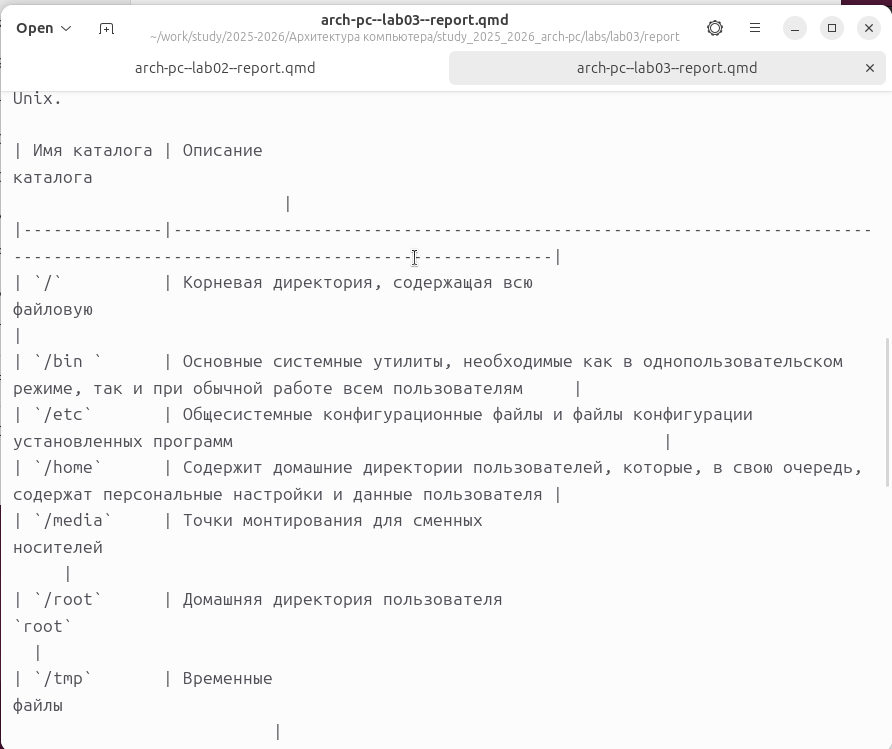 Open
arch-pc--lab03--report.qmd
~/work/study/2025-2026/Архитектура компьютера/study_2025_2026_arch-pc/labs/lab03/report
arch-pc--lab02--report.qmd
arch-pc--lab03--report.qmd
Unix.
| Имя каталога | Описание
каталога
|
|--------------|----------------------------------------------------------------------
------------------------------------------------------|
| `/`          | Корневая директория, содержащая всю
файловую
|
| `/bin `      | Основные системные утилиты, необходимые как в однопользовательском
режиме, так и при обычной работе всем пользователям     |
| `/etc`       | Общесистемные конфигурационные файлы и файлы конфигурации
установленных программ                                           |
| `/home`      | Содержит домашние директории пользователей, которые, в свою очередь,
содержат персональные настройки и данные пользователя |
| `/media`     | Точки монтирования для сменных
носителей
|
| `/root`      | Домашняя директория пользователя
`root`
|
| `/tmp`       | Временные
файлы
|